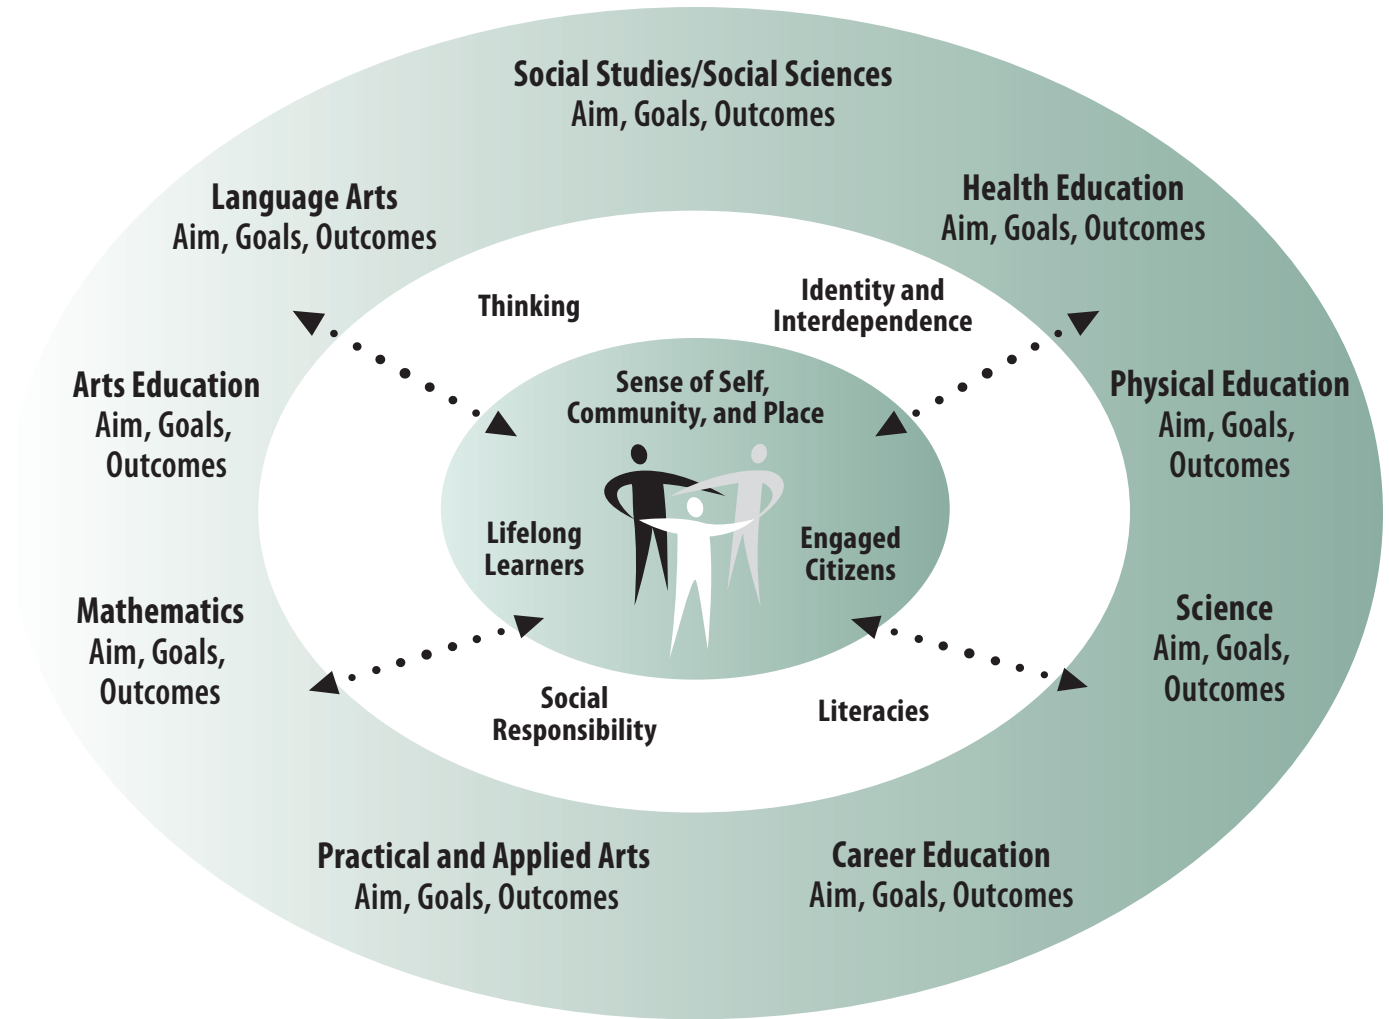 Social Studies/Social Sciences
Aim, Goals, Outcomes
Language Arts
Aim, Goals, Outcomes
Health Education
Aim, Goals, Outcomes
Thinking
Identity and
Interdependence
Arts Education
Aim, Goals,
Outcomes
Sense of Self,
Community, and Place
Physical Education
Aim, Goals,
Outcomes
Lifelong
Learners
Engaged
Citizens
Mathematics
Aim, Goals,
Outcomes
Science
Aim, Goals,
Outcomes
Social
Responsibility
Literacies
Practical and Applied Arts
Aim, Goals, Outcomes
Career Education
Aim, Goals, Outcomes